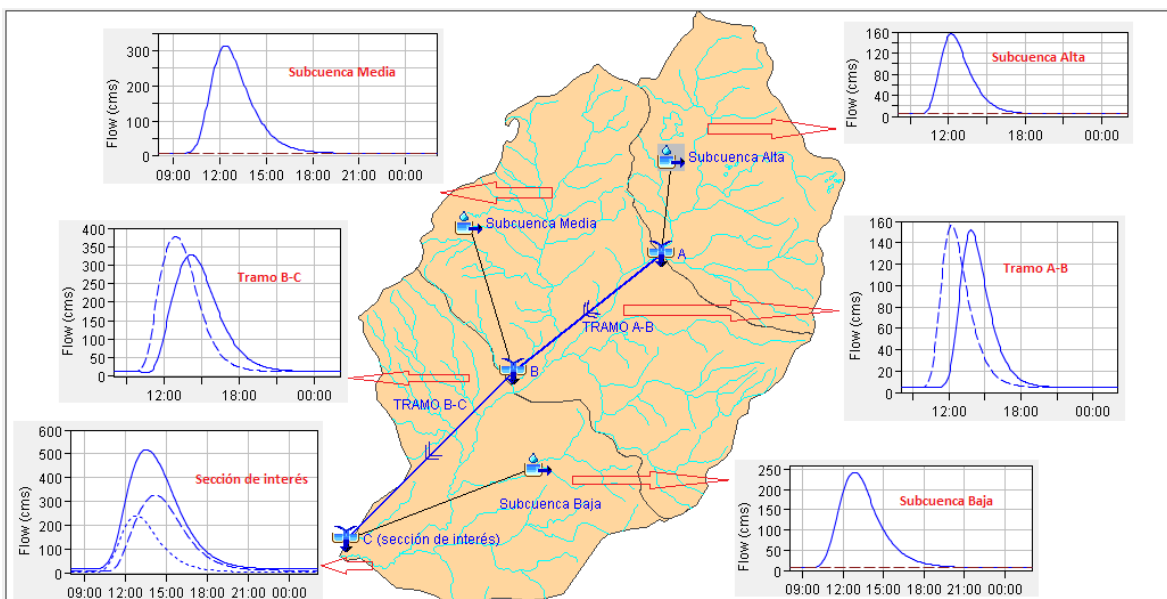 Flow (cms)
300
200
100
0
Subcuenca Media
09:00 12:00 15:00 18:00 21:00 00:00
Flow (cms)
160
120
80
40
0
Subcuenca Alta
12:00 18:00 00:00
Subcuenca Alta
Subcuenca Media
A
TRAMO A-B
B
TRAMO B-C
Subcuenca Baja
C (sección de interés)
Flow (cms)
400
350
300
250
200
150
100
50
0
Tramo B-C
12:00 18:00 00:00
Flow (cms)
160
140
120
100
80
60
40
20
0
Tramo A-B
12:00 18:00 00:00
Flow (cms)
600
500
400
300
200
100
0
Sección de interés
09:00 12:00 15:00 18:00 21:00 00:00
Flow (cms)
250
200
150
100
50
0
Subcuenca Baja
09:00 12:00 15:00 18:00 21:00 00:00